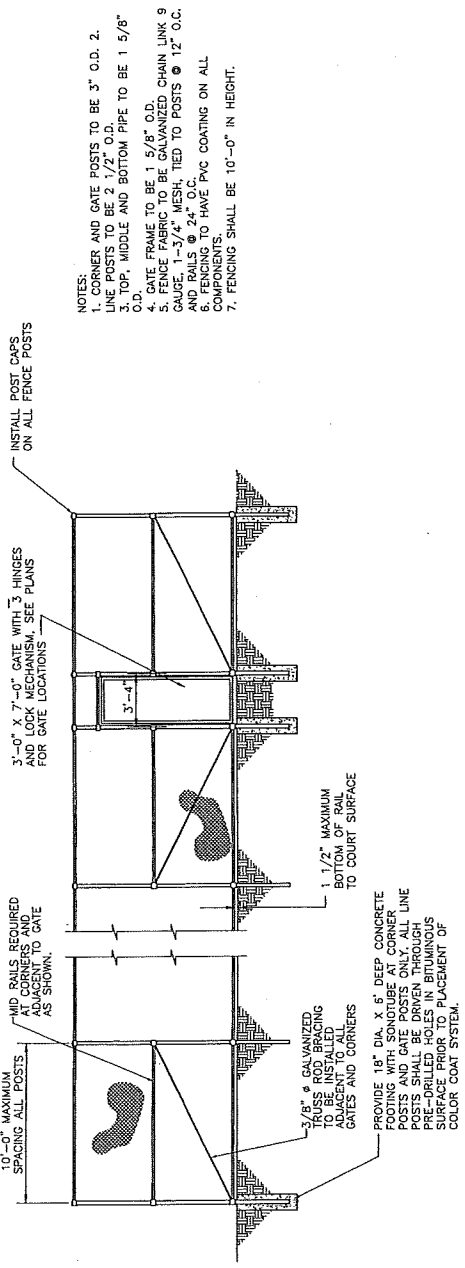 10'-0" MAXIMUM
SPACING ALL POSTS
MID RAILS REQUIRED
AT CORNERS AND
ADJACENT TO GATE
AS SHOWN.
3'-0" X 7'-0" GATE WITH 3 HINGES
AND LOCK MECHANISM, SEE PLANS
FOR GATE LOCATIONS
INSTALL POST CAPS
ON ALL FENCE POSTS
3'-4"
3/8" ø GALVANIZED
TRUSS ROD BRACING
TO BE INSTALLED
ADJACENT TO ALL
GATES AND CORNERS
1 1/2" MAXIMUM
BOTTOM OF RAIL
TO COURT SURFACE
PROVIDE 18" DIA. X 6' DEEP CONCRETE
FOOTING WITH SONOTUBE AT CORNER
POSTS AND GATE POSTS ONLY. ALL LINE
POSTS SHALL BE DRIVEN THROUGH
PRE-DRILLED HOLES IN BITUMINOUS
SURFACE PRIOR TO PLACEMENT OF
COLOR COAT SYSTEM.
NOTES:
1. CORNER AND GATE POSTS TO BE 3" O.D. 2.
LINE POSTS TO BE 2 1/2" O.D.
3. TOP, MIDDLE AND BOTTOM PIPE TO BE 1 5/8"
O.D.
4. GATE FRAME TO BE 1 5/8" O.D.
5. FENCE FABRIC TO BE GALVANIZED CHAIN LINK 9
GAUGE, 1-3/4" MESH, TIED TO POSTS @ 12" O.C.
AND RAILS @ 24" O.C.
6. FENCING TO HAVE PVC COATING ON ALL
COMPONENTS.
7. FENCING SHALL BE 10'-0" IN HEIGHT.